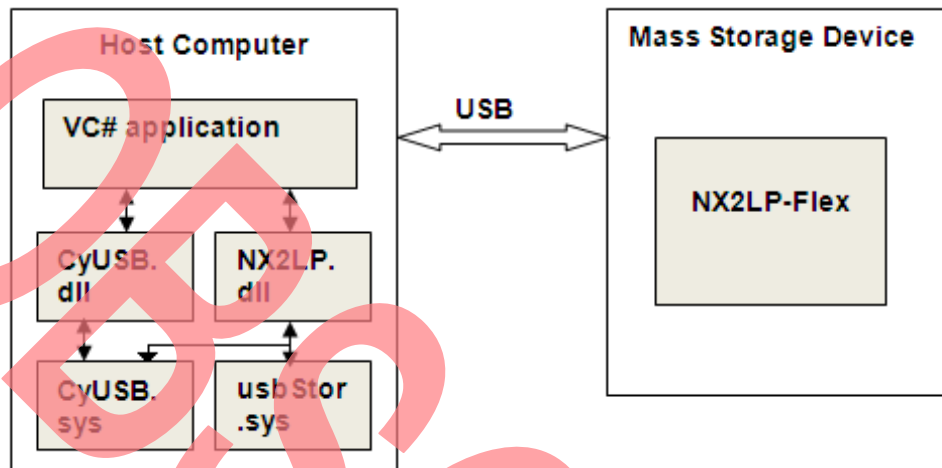 Host Computer
VC# application
CyUSB.
dll
NX2LP.
dll
CyUSB.
sys
usbStor
.sys
USB
Mass Storage Device
NX2LP-Flex